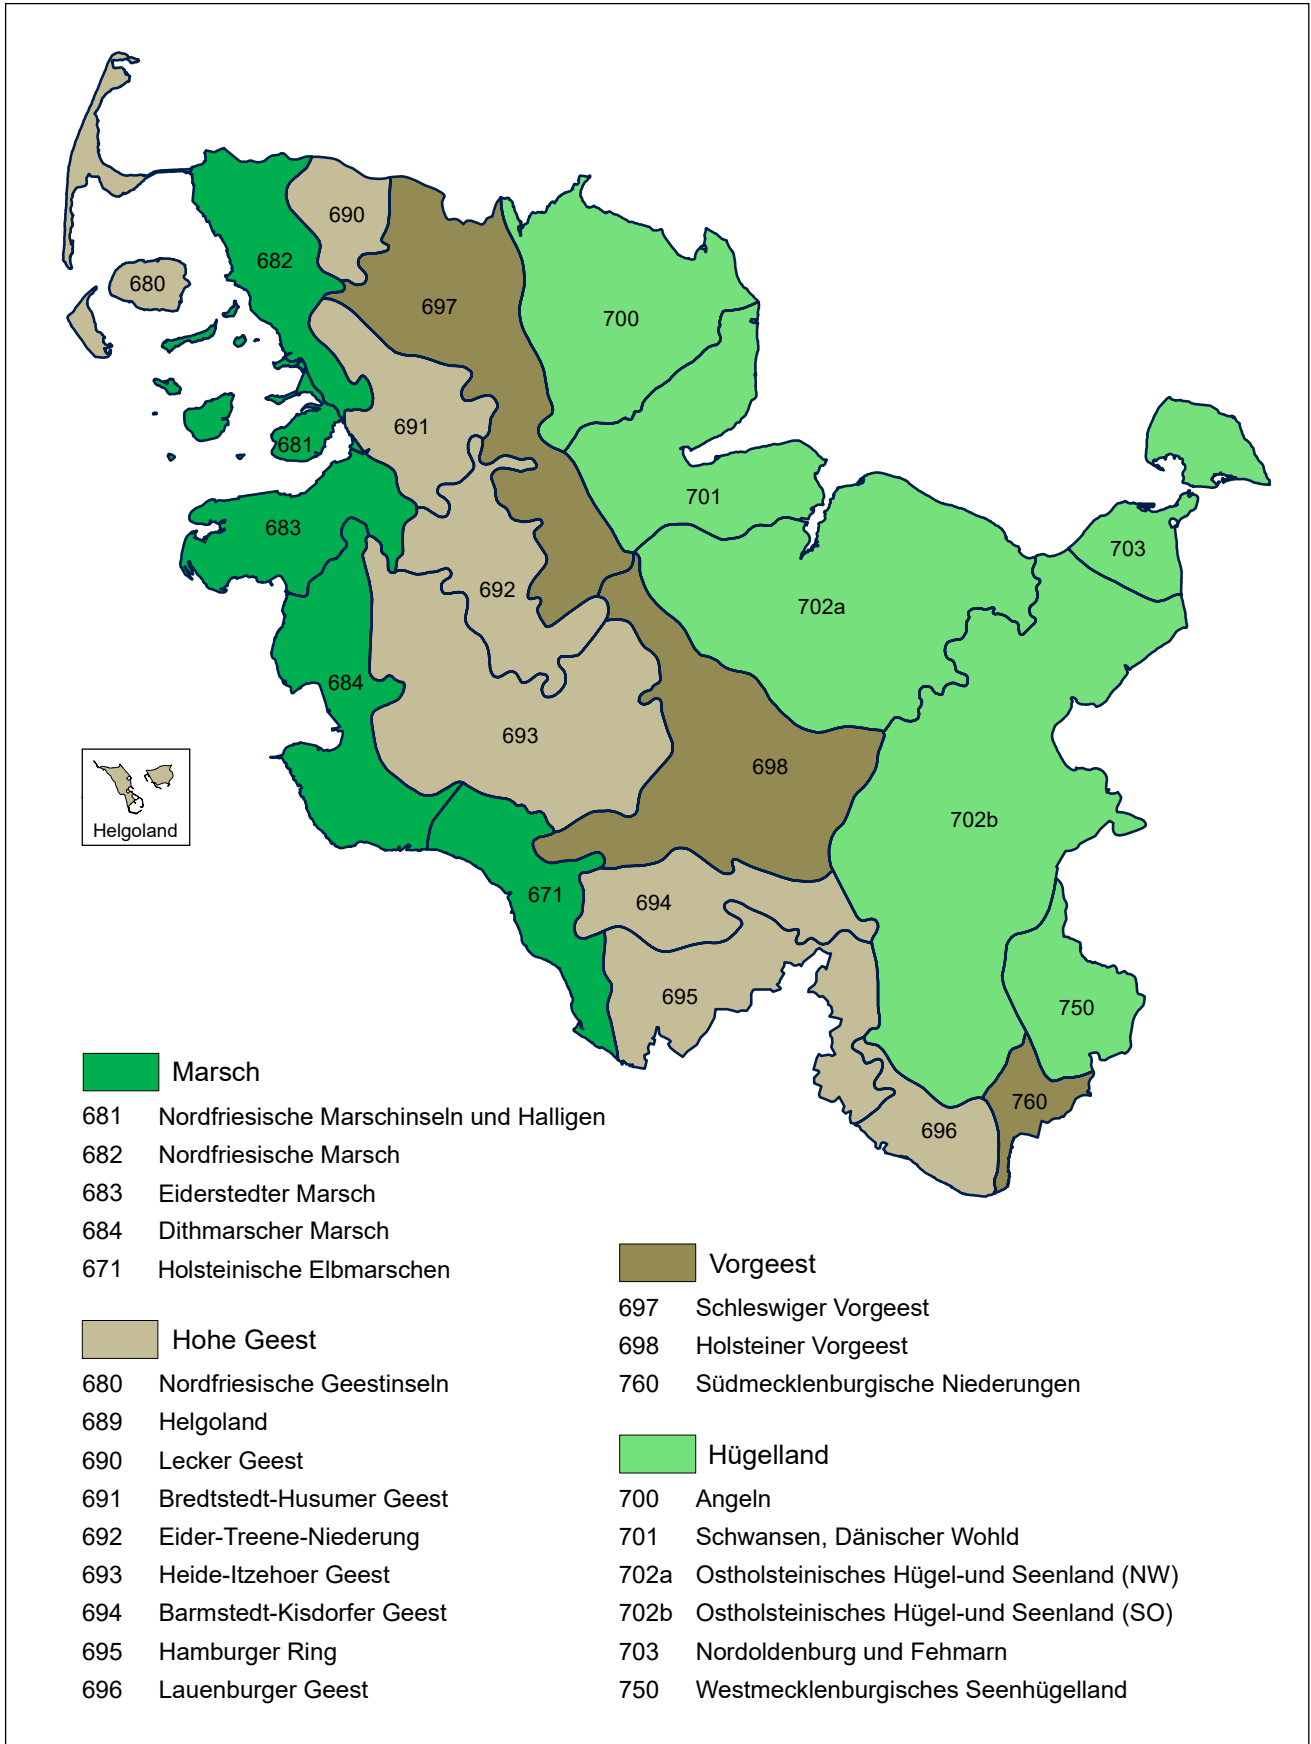 690
682
680
697
700
691
681
701
683
703
692
702a
684
693
698
702b
Helgoland
671
694
695
750
760
696
Marsch
681 Nordfriesische Marschinseln und Halligen
682 Nordfriesische Marsch
683 Eiderstedter Marsch
684 Dithmarscher Marsch
671 Holsteinische Elbmarschen
Hohe Geest
680 Nordfriesische Geestinseln
689 Helgoland
690 Lecker Geest
691 Bredtstedt-Husumer Geest
692 Eider-Treene-Niederung
693 Heide-Itzehoer Geest
694 Barmstedt-Kisdorfer Geest
695 Hamburger Ring
696 Lauenburger Geest
Vorgeest
697 Schleswiger Vorgeest
698 Holsteiner Vorgeest
760 Südmecklenburgische Niederungen
Hügelland
700 Angeln
701 Schwansen, Dänischer Wohld
702a Ostholsteinisches Hügel-und Seenland (NW)
702b Ostholsteinisches Hügel-und Seenland (SO)
703 Nordoldenburg und Fehmarn
750 Westmecklenburgisches Seenhügelland